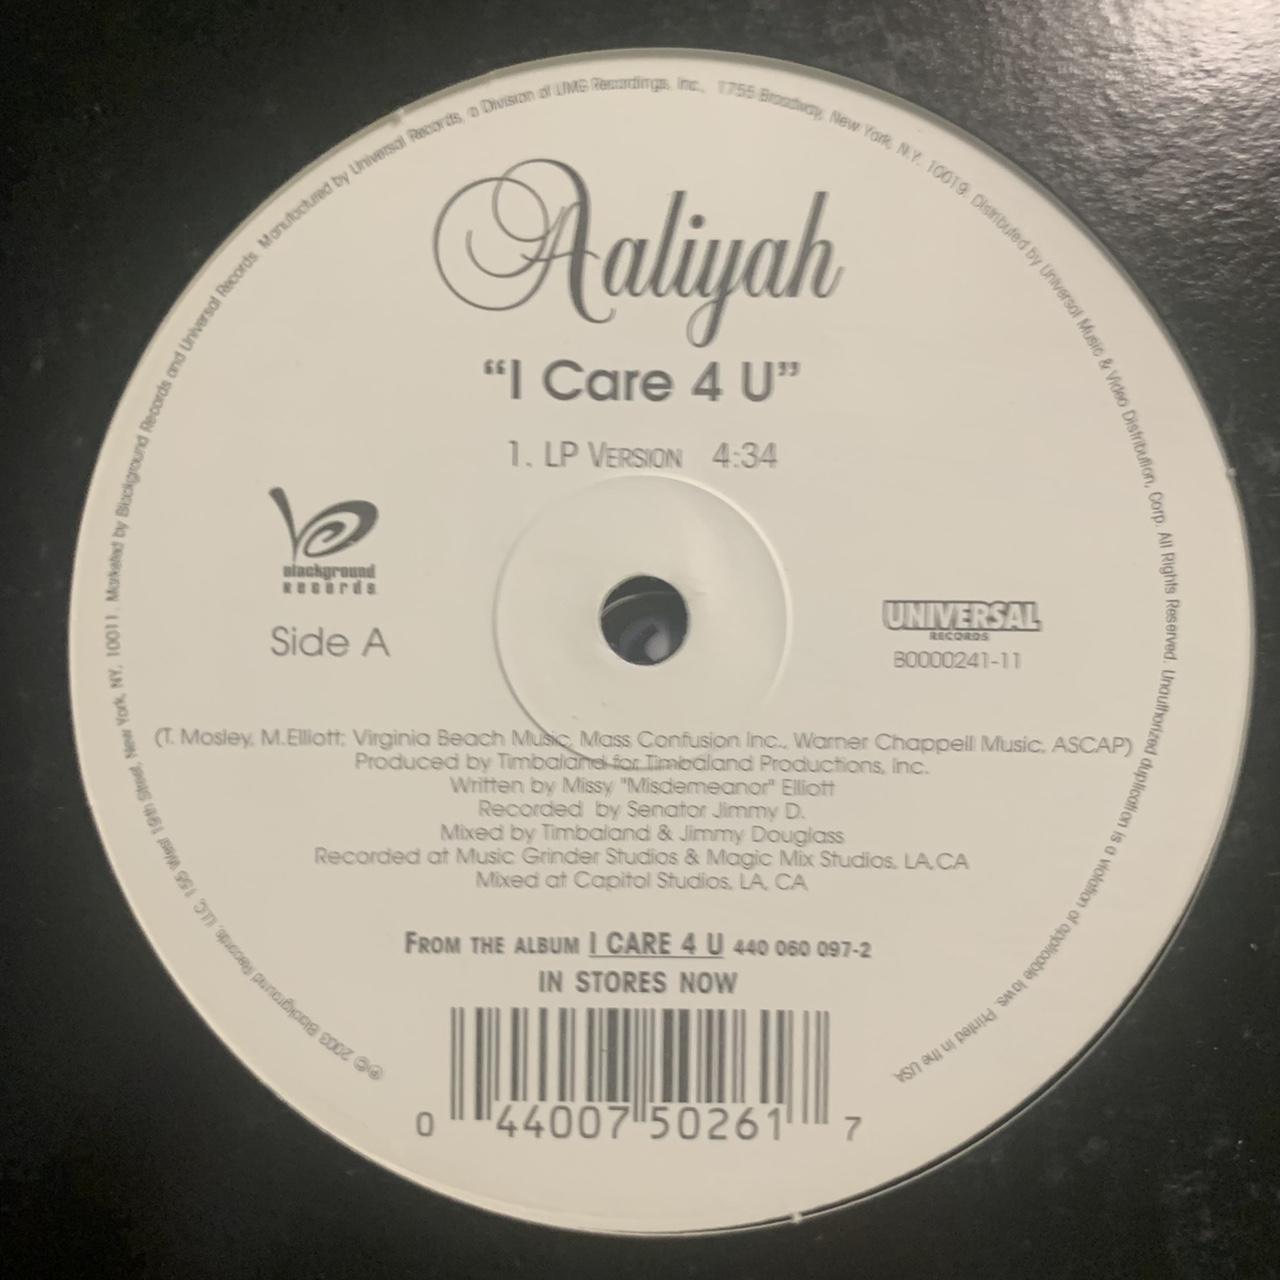 Aaliyah
“I Care 4 U”
1. LP VERSION 4:34
blackground
RECORDS
Side A
UNIVERSAL
RECORDS
B0000241-11
(T. Mosley, M.Elliott; Virginia Beach Music, Mass Confusion Inc., Warner Chappell Music, ASCAP)
Produced by Timbaland for Timbaland Productions, Inc.
Written by Missy "Misdemeanor" Elliott
Recorded by Senator Jimmy D.
Mixed by Timbaland & Jimmy Douglass
Recorded at Music Grinder Studios & Magic Mix Studios, LA,CA
Mixed at Capitol Studios, LA, CA
FROM THE ALBUM I CARE 4 U 440 060 097-2
IN STORES NOW
0 44007 50261 7
℗© 2003 Blackground Records, LLC, 155 West 19th Street, New York, NY, 10011. Marketed by Blackground Records and Universal Records. Manufactured by Universal Records, a Division of UMG Recordings, Inc., 1755 Broadway, New York, N.Y. 10019. Distributed by Universal Music & Video Distribution, Corp. All Rights Reserved. Unauthorized duplication is a violation of applicable laws. Printed in the USA